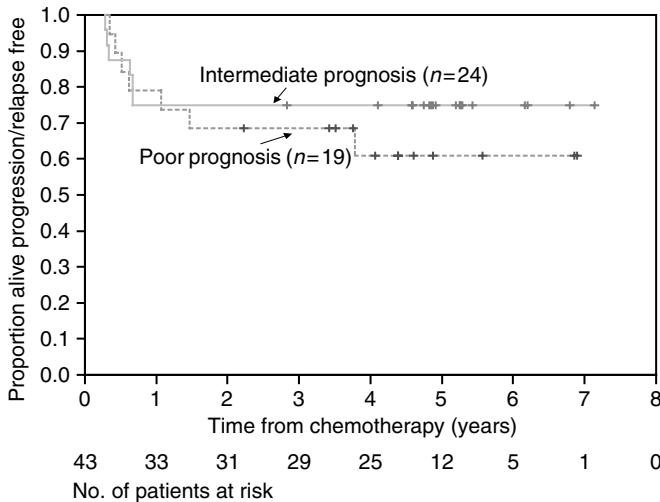 Proportion alive progression/relapse free
1.0
0.9
0.8
0.7
0.6
0.5
0.4
0.3
0.2
0.1
0.0
Intermediate prognosis (n=24)
Poor prognosis (n=19)
0 1 2 3 4 5 6 7 8
Time from chemotherapy (years)
43 33 31 29 25 12 5 1 0
No. of patients at risk